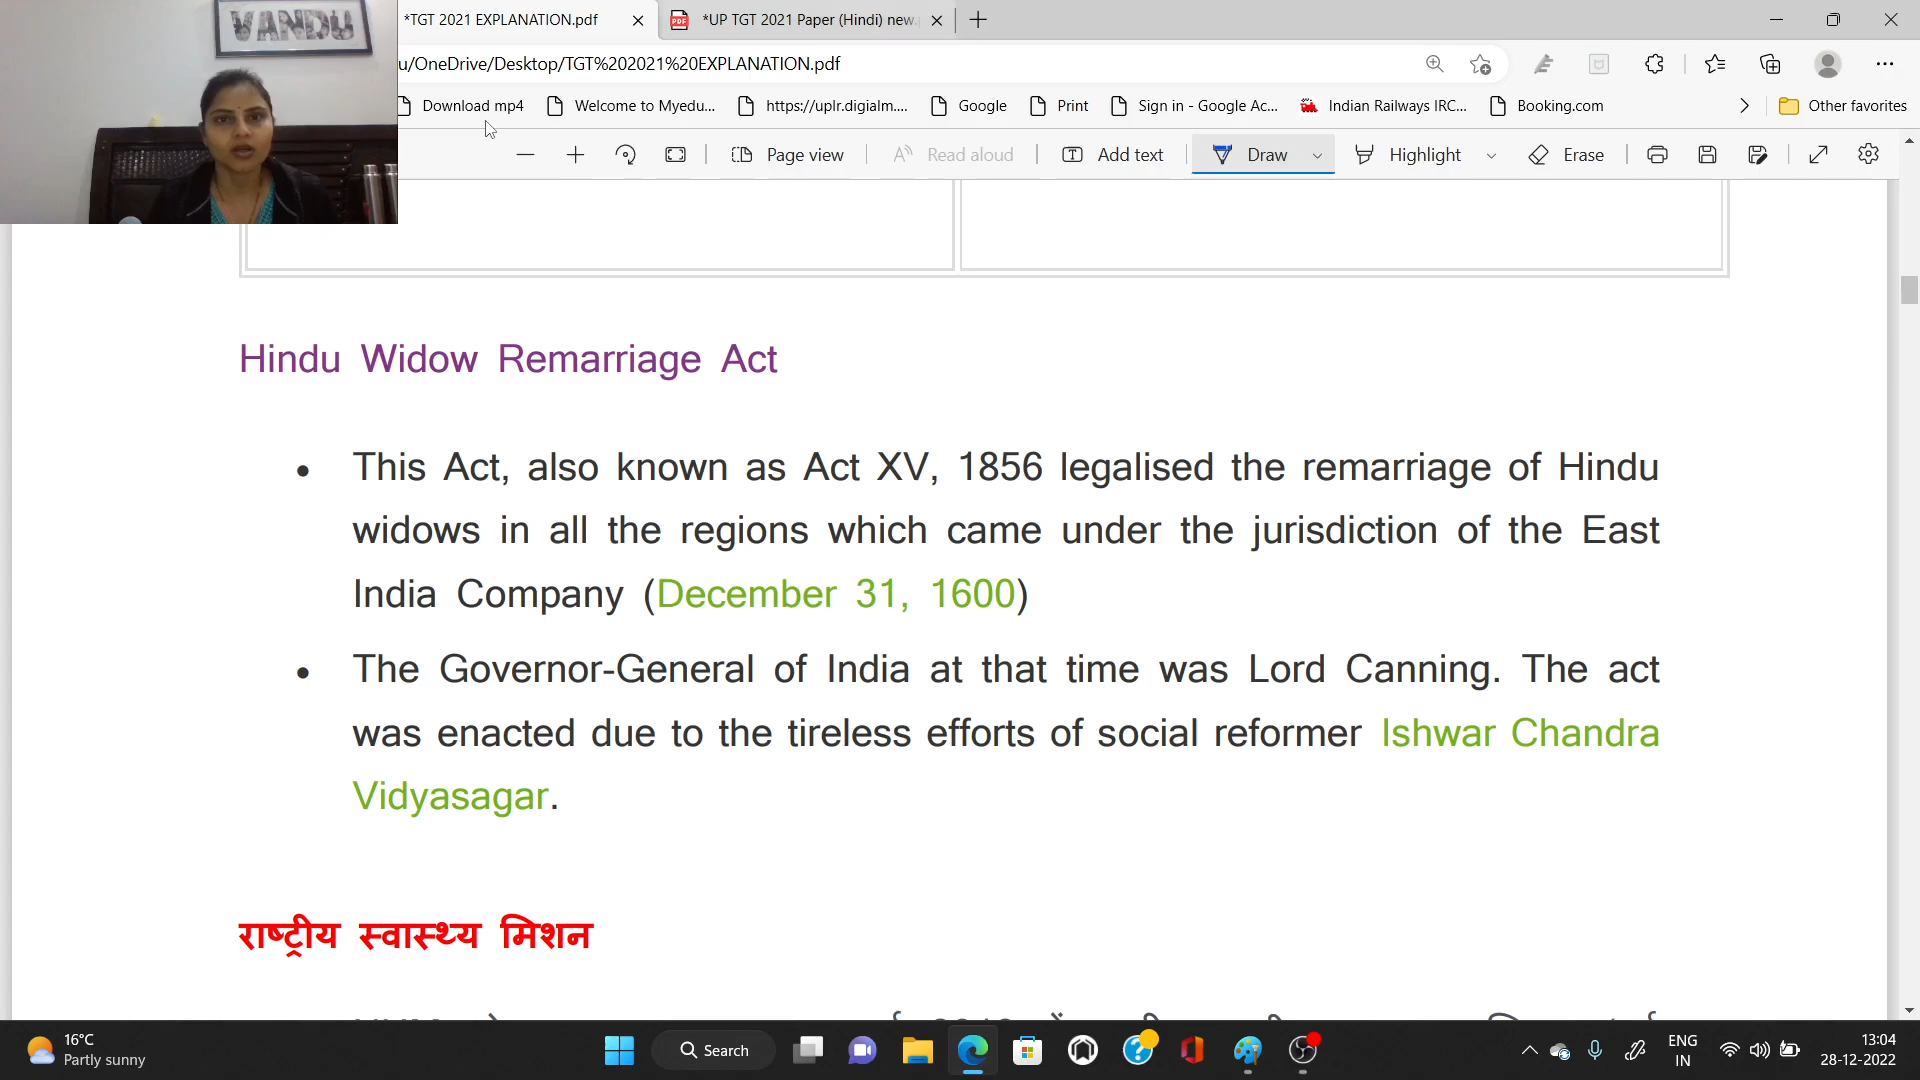 VANDU
*TGT 2021 EXPLANATION.pdf
*UP TGT 2021 Paper (Hindi) new.
u/OneDrive/Desktop/TGT%202021%20EXPLANATION.pdf
Download mp4 Welcome to Myedu... https://uplr.digialm.... Google Print Sign in - Google Ac... Indian Railways IRC... Booking.com Other favorites
Page view Read aloud Add text Draw Highlight Erase
Hindu Widow Remarriage Act
• This Act, also known as Act XV, 1856 legalised the remarriage of Hindu
widows in all the regions which came under the jurisdiction of the East
India Company (December 31, 1600)
• The Governor-General of India at that time was Lord Canning. The act
was enacted due to the tireless efforts of social reformer Ishwar Chandra
Vidyasagar.
राष्ट्रीय स्वास्थ्य मिशन
16°C
Partly sunny
Search
ENG
IN
13:04
28-12-2022